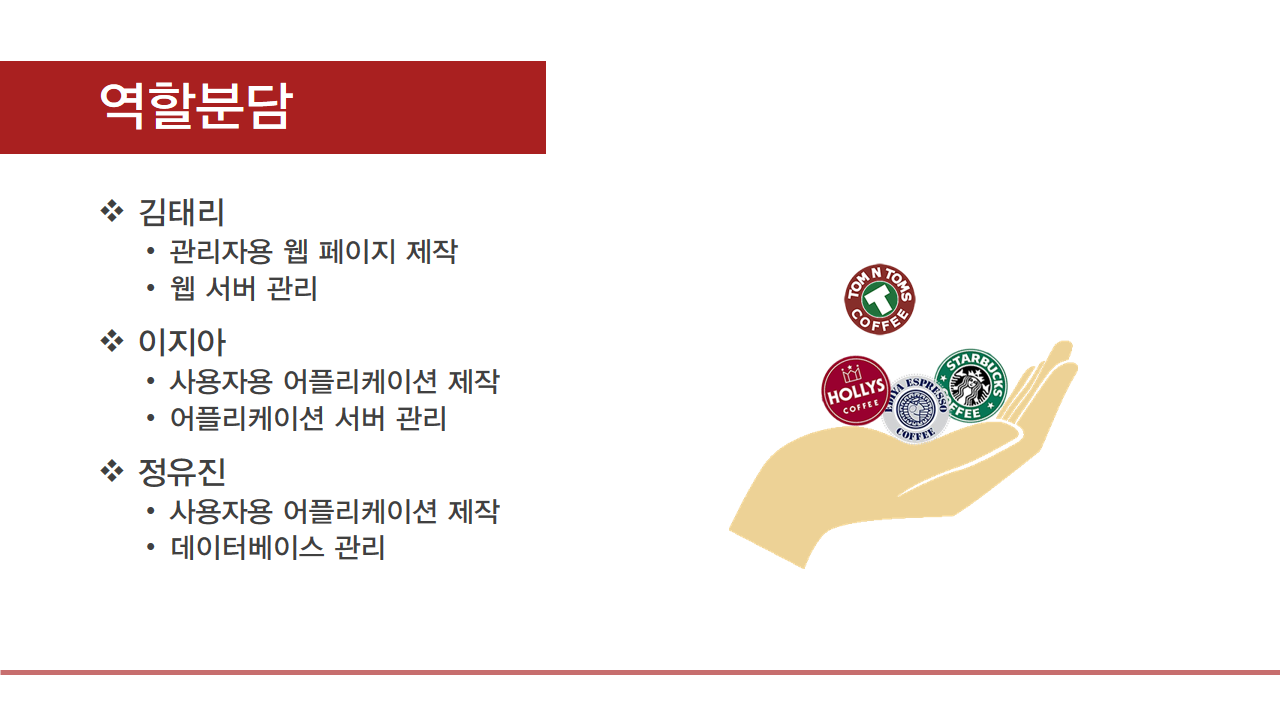 역할분담
❖ 김태리
• 관리자용 웹 페이지 제작
• 웹 서버 관리
❖ 이지아
• 사용자용 어플리케이션 제작
• 어플리케이션 서버 관리
❖ 정유진
• 사용자용 어플리케이션 제작
• 데이터베이스 관리
TOM N TOMS
COFFEE
HOLLYS
COFFEE
ESPRESSO
COFFEE
STARBUCKS